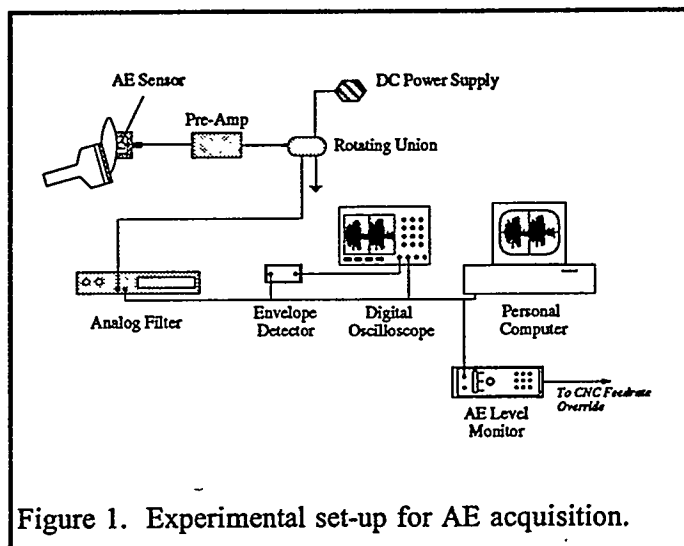 AE Sensor
DC Power Supply
Pre-Amp
Rotating Union
Analog Filter
Envelope
Detector
Digital
Oscilloscope
Personal
Computer
To CNC Feedrate
Override
AE Level
Monitor
Figure 1. Experimental set-up for AE acquisition.